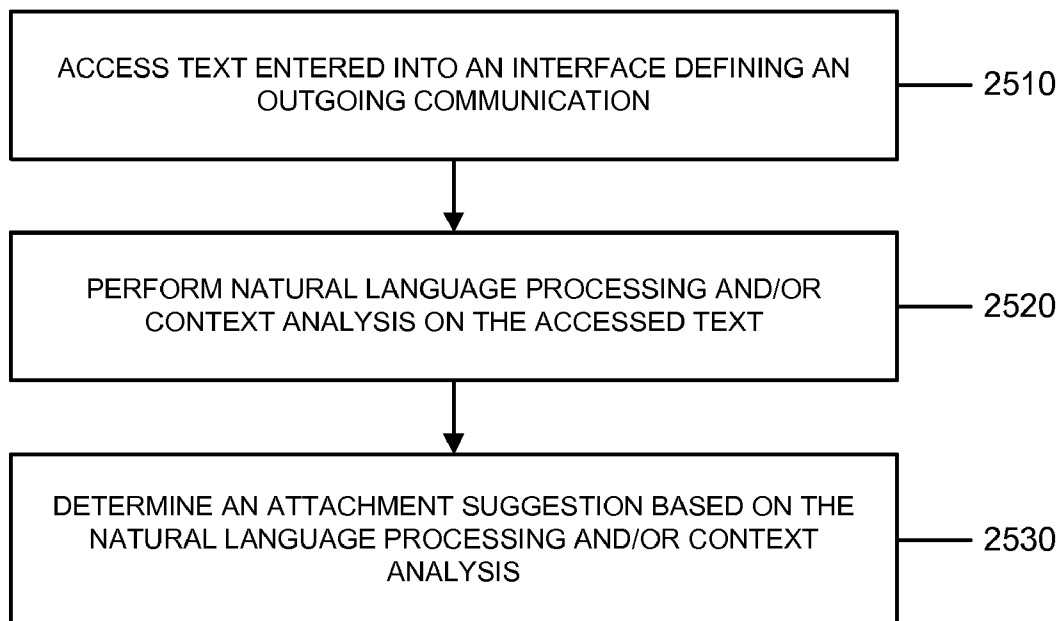 ACCESS TEXT ENTERED INTO AN INTERFACE DEFINING AN
OUTGOING COMMUNICATION
2510
PERFORM NATURAL LANGUAGE PROCESSING AND/OR
CONTEXT ANALYSIS ON THE ACCESSED TEXT
2520
DETERMINE AN ATTACHMENT SUGGESTION BASED ON THE
NATURAL LANGUAGE PROCESSING AND/OR CONTEXT
ANALYSIS
2530